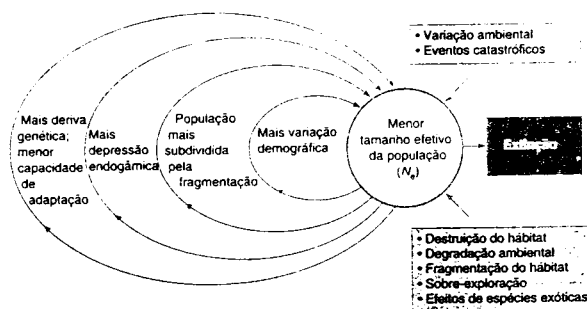 • Variação ambiental
• Eventos catastróficos
Mais deriva
genética;
menor
capacidade
de
adaptação
Mais
depressão
endogâmica
População
mais
subdividida
pela
fragmentação
Mais variação
demográfica
Menor
tamanho efetivo
da população
(Ne)
Extinção
• Destruição do hábitat
• Degradação ambiental
• Fragmentação do hábitat
• Sobre-exploração
• Efeitos de espécies exóticas